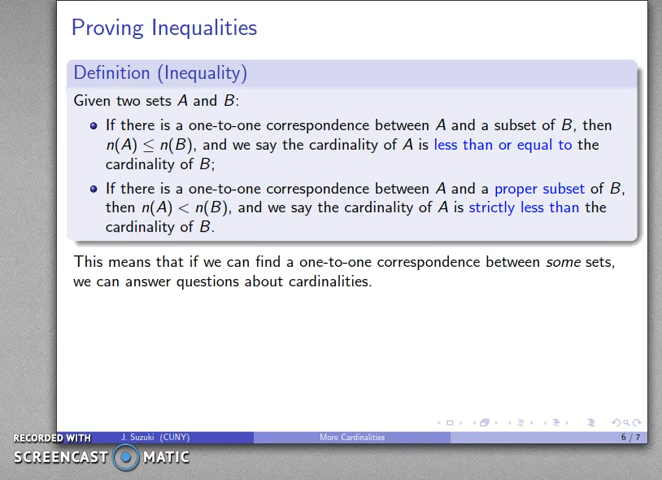 Proving Inequalities
Definition (Inequality)
Given two sets A and B:
If there is a one-to-one correspondence between A and a subset of B, then
n(A) ≤ n(B), and we say the cardinality of A is less than or equal to the
cardinality of B;
If there is a one-to-one correspondence between A and a proper subset of B,
then n(A) < n(B), and we say the cardinality of A is strictly less than the
cardinality of B.
This means that if we can find a one-to-one correspondence between some sets,
we can answer questions about cardinalities.
RECORDED WITH
SCREENCAST MATIC
J. Suzuki (CUNY)
More Cardinalities
6 / 7